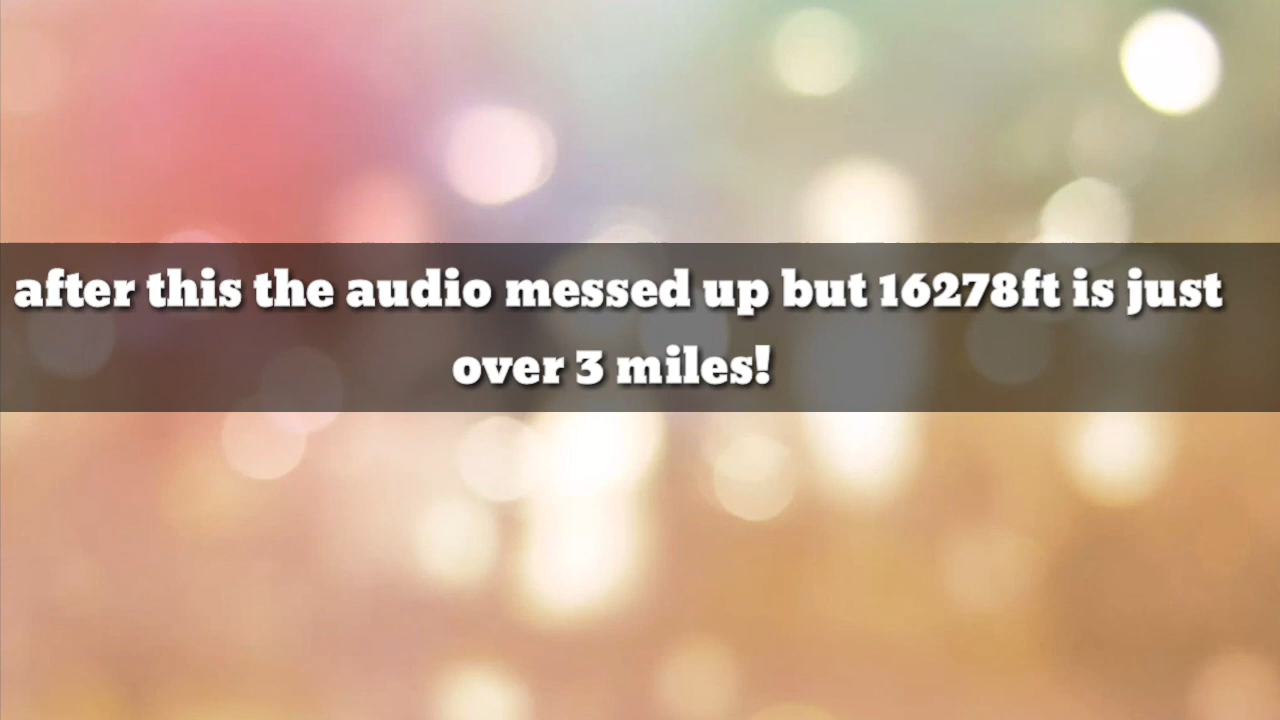 after this the audio messed up but 16278ft is just
over 3 miles!